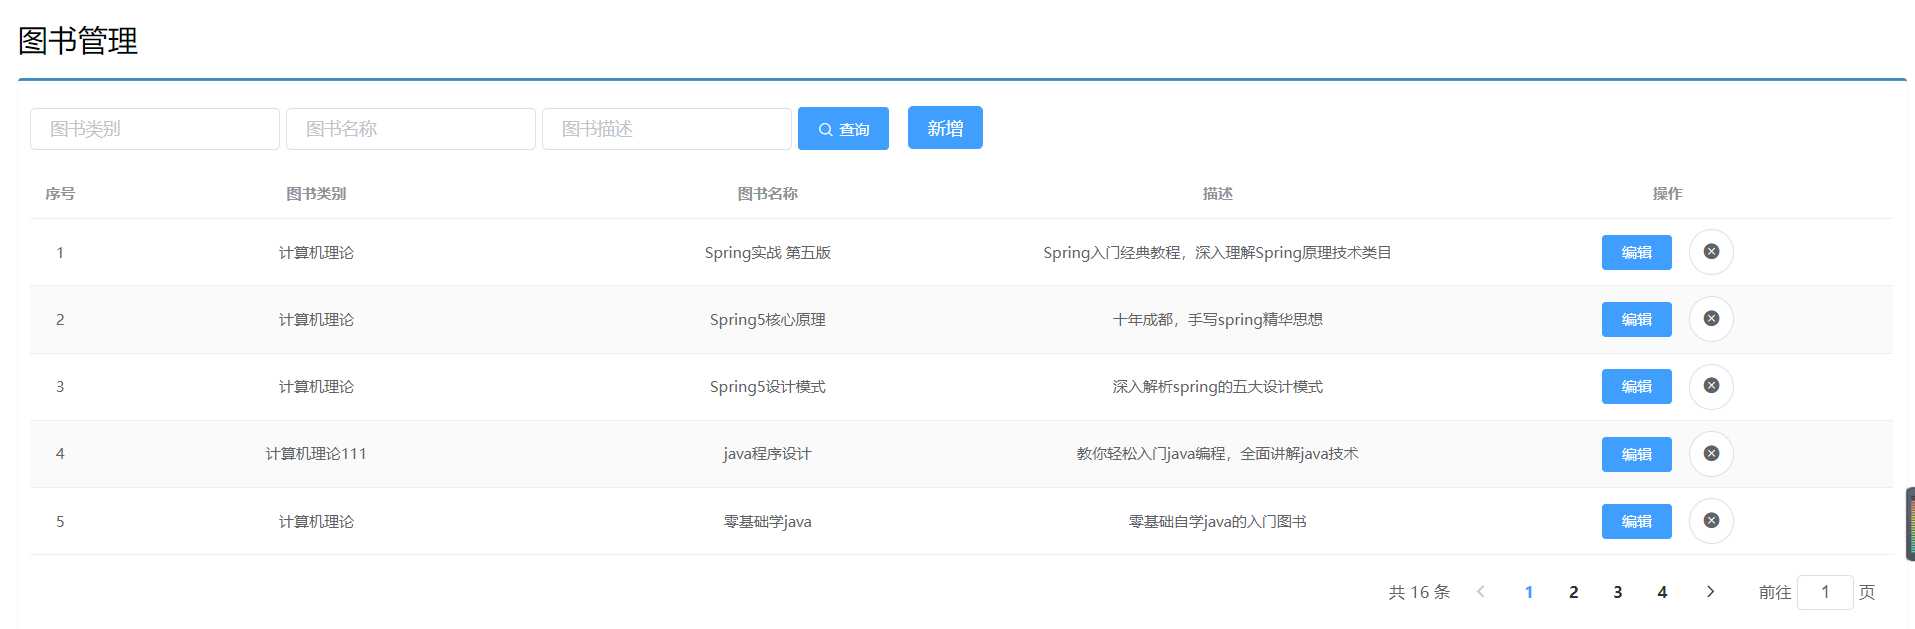 图书管理
图书类别 图书名称 图书描述 查询 新增
序号 图书类别 图书名称 描述 操作
1 计算机理论 Spring实战 第五版 Spring入门经典教程，深入理解Spring原理技术类目 编辑
2 计算机理论 Spring5核心原理 十年成都，手写spring精华思想 编辑
3 计算机理论 Spring5设计模式 深入解析spring的五大设计模式 编辑
4 计算机理论111 java程序设计 教你轻松入门java编程，全面讲解java技术 编辑
5 计算机理论 零基础学java 零基础自学java的入门图书 编辑
共 16 条 1 2 3 4 前往 1 页